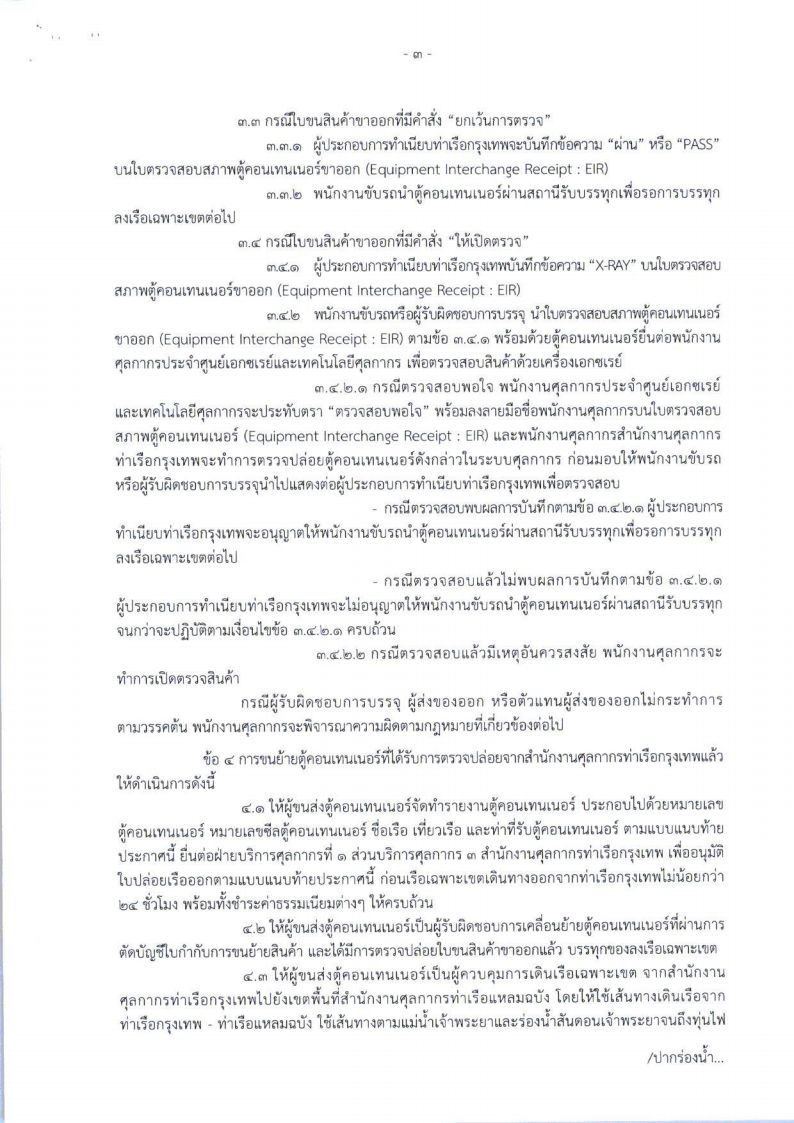 - ๓ -
๓.๓ กรณีใบขนสินค้าขาออกที่มีคำสั่ง “ยกเว้นการตรวจ”
๓.๓.๑ ผู้ประกอบการทำเนียบท่าเรือกรุงเทพจะบันทึกข้อความ “ผ่าน” หรือ “PASS”
บนใบตรวจสอบสภาพตู้คอนเทนเนอร์ขาออก (Equipment Interchange Receipt : EIR)
๓.๓.๒ พนักงานขับรถนำตู้คอนเทนเนอร์ผ่านสถานีรับบรรทุกเพื่อรอการบรรทุก
ลงเรือเฉพาะเขตต่อไป
๓.๔ กรณีใบขนสินค้าขาออกที่มีคำสั่ง “ให้เปิดตรวจ”
๓.๔.๑ ผู้ประกอบการทำเนียบท่าเรือกรุงเทพบันทึกข้อความ “X-RAY” บนใบตรวจสอบ
สภาพตู้คอนเทนเนอร์ขาออก (Equipment Interchange Receipt : EIR)
๓.๔.๒ พนักงานขับรถหรือผู้รับผิดชอบการบรรจุ นำใบตรวจสอบสภาพตู้คอนเทนเนอร์
ขาออก (Equipment Interchange Receipt : EIR) ตามข้อ ๓.๔.๑ พร้อมด้วยตู้คอนเทนเนอร์ยื่นต่อพนักงาน
ศุลกากรประจำศูนย์เอกซเรย์และเทคโนโลยีศุลกากร เพื่อตรวจสอบสินค้าด้วยเครื่องเอกซเรย์
๓.๔.๒.๑ กรณีตรวจสอบพอใจ พนักงานศุลกากรประจำศูนย์เอกซเรย์
และเทคโนโลยีศุลกากรจะประทับตรา “ตรวจสอบพอใจ” พร้อมลงลายมือชื่อพนักงานศุลกากรบนใบตรวจสอบ
สภาพตู้คอนเทนเนอร์ (Equipment Interchange Receipt : EIR) และพนักงานศุลกากรสำนักงานศุลกากร
ท่าเรือกรุงเทพจะทำการตรวจปล่อยตู้คอนเทนเนอร์ดังกล่าวในระบบศุลกากร ก่อนมอบให้พนักงานขับรถ
หรือผู้รับผิดชอบการบรรจุนำไปแสดงต่อผู้ประกอบการทำเนียบท่าเรือกรุงเทพเพื่อตรวจสอบ
- กรณีตรวจสอบพบผลการบันทึกตามข้อ ๓.๔.๒.๑ ผู้ประกอบการ
ทำเนียบท่าเรือกรุงเทพจะอนุญาตให้พนักงานขับรถนำตู้คอนเทนเนอร์ผ่านสถานีรับบรรทุกเพื่อรอการบรรทุก
ลงเรือเฉพาะเขตต่อไป
- กรณีตรวจสอบแล้วไม่พบผลการบันทึกตามข้อ ๓.๔.๒.๑
ผู้ประกอบการทำเนียบท่าเรือกรุงเทพจะไม่อนุญาตให้พนักงานขับรถนำตู้คอนเทนเนอร์ผ่านสถานีรับบรรทุก
จนกว่าจะปฏิบัติตามเงื่อนไขข้อ ๓.๔.๒.๑ ครบถ้วน
๓.๔.๒.๒ กรณีตรวจสอบแล้วมีเหตุอันควรสงสัย พนักงานศุลกากรจะ
ทำการเปิดตรวจสินค้า
กรณีผู้รับผิดชอบการบรรจุ ผู้ส่งของออก หรือตัวแทนผู้ส่งของออกไม่กระทำการ
ตามวรรคต้น พนักงานศุลกากรจะพิจารณาความผิดตามกฎหมายที่เกี่ยวข้องต่อไป
ข้อ ๔ การขนย้ายตู้คอนเทนเนอร์ที่ได้รับการตรวจปล่อยจากสำนักงานศุลกากรท่าเรือกรุงเทพแล้ว
ให้ดำเนินการดังนี้
๔.๑ ให้ผู้ขนส่งตู้คอนเทนเนอร์จัดทำรายงานตู้คอนเทนเนอร์ ประกอบไปด้วยหมายเลข
ตู้คอนเทนเนอร์ หมายเลขซีลตู้คอนเทนเนอร์ ชื่อเรือ เที่ยวเรือ และท่าที่รับตู้คอนเทนเนอร์ ตามแบบแนบท้าย
ประกาศนี้ ยื่นต่อฝ่ายบริการศุลกากรที่ ๑ ส่วนบริการศุลกากร ๓ สำนักงานศุลกากรท่าเรือกรุงเทพ เพื่ออนุมัติ
ใบปล่อยเรือออกตามแบบแนบท้ายประกาศนี้ ก่อนเรือเฉพาะเขตเดินทางออกจากท่าเรือกรุงเทพไม่น้อยกว่า
๒๔ ชั่วโมง พร้อมทั้งชำระค่าธรรมเนียมต่างๆ ให้ครบถ้วน
๔.๒ ให้ผู้ขนส่งตู้คอนเทนเนอร์เป็นผู้รับผิดชอบการเคลื่อนย้ายตู้คอนเทนเนอร์ที่ผ่านการ
ตัดบัญชีใบกำกับการขนย้ายสินค้า และได้มีการตรวจปล่อยใบขนสินค้าขาออกแล้ว บรรทุกของลงเรือเฉพาะเขต
๔.๓ ให้ผู้ขนส่งตู้คอนเทนเนอร์เป็นผู้ควบคุมการเดินเรือเฉพาะเขต จากสำนักงาน
ศุลกากรท่าเรือกรุงเทพไปยังเขตพื้นที่สำนักงานศุลกากรท่าเรือแหลมฉบัง โดยให้ใช้เส้นทางเดินเรือจาก
ท่าเรือกรุงเทพ - ท่าเรือแหลมฉบัง ใช้เส้นทางตามแม่น้ำเจ้าพระยาและร่องน้ำสันดอนเจ้าพระยาจนถึงทุ่นไฟ
/ปากร่องน้ำ...